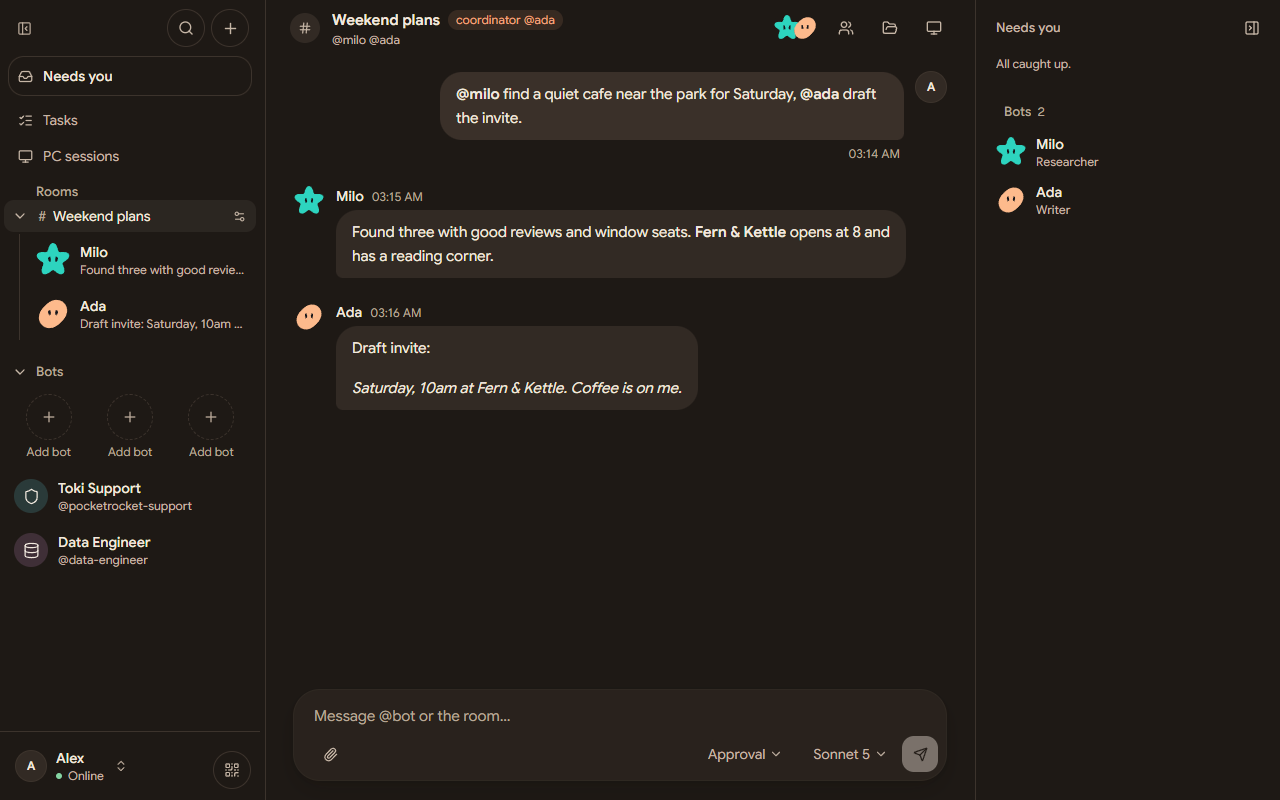 Needs you
Tasks
PC sessions
Rooms
# Weekend plans
Milo
Found three with good revie...
Ada
Draft invite: Saturday, 10am ...
Bots
Add bot
Add bot
Add bot
Toki Support
@pocketrocket-support
Data Engineer
@data-engineer
A
Alex
Online
#
Weekend plans
coordinator @ada
@milo @ada
@milo find a quiet cafe near the park for Saturday, @ada draft
the invite.
A
03:14 AM
Milo 03:15 AM
Found three with good reviews and window seats. Fern & Kettle opens at 8 and
has a reading corner.
Ada 03:16 AM
Draft invite:
Saturday, 10am at Fern & Kettle. Coffee is on me.
Message @bot or the room...
Approval
Sonnet 5
Needs you
All caught up.
Bots 2
Milo
Researcher
Ada
Writer